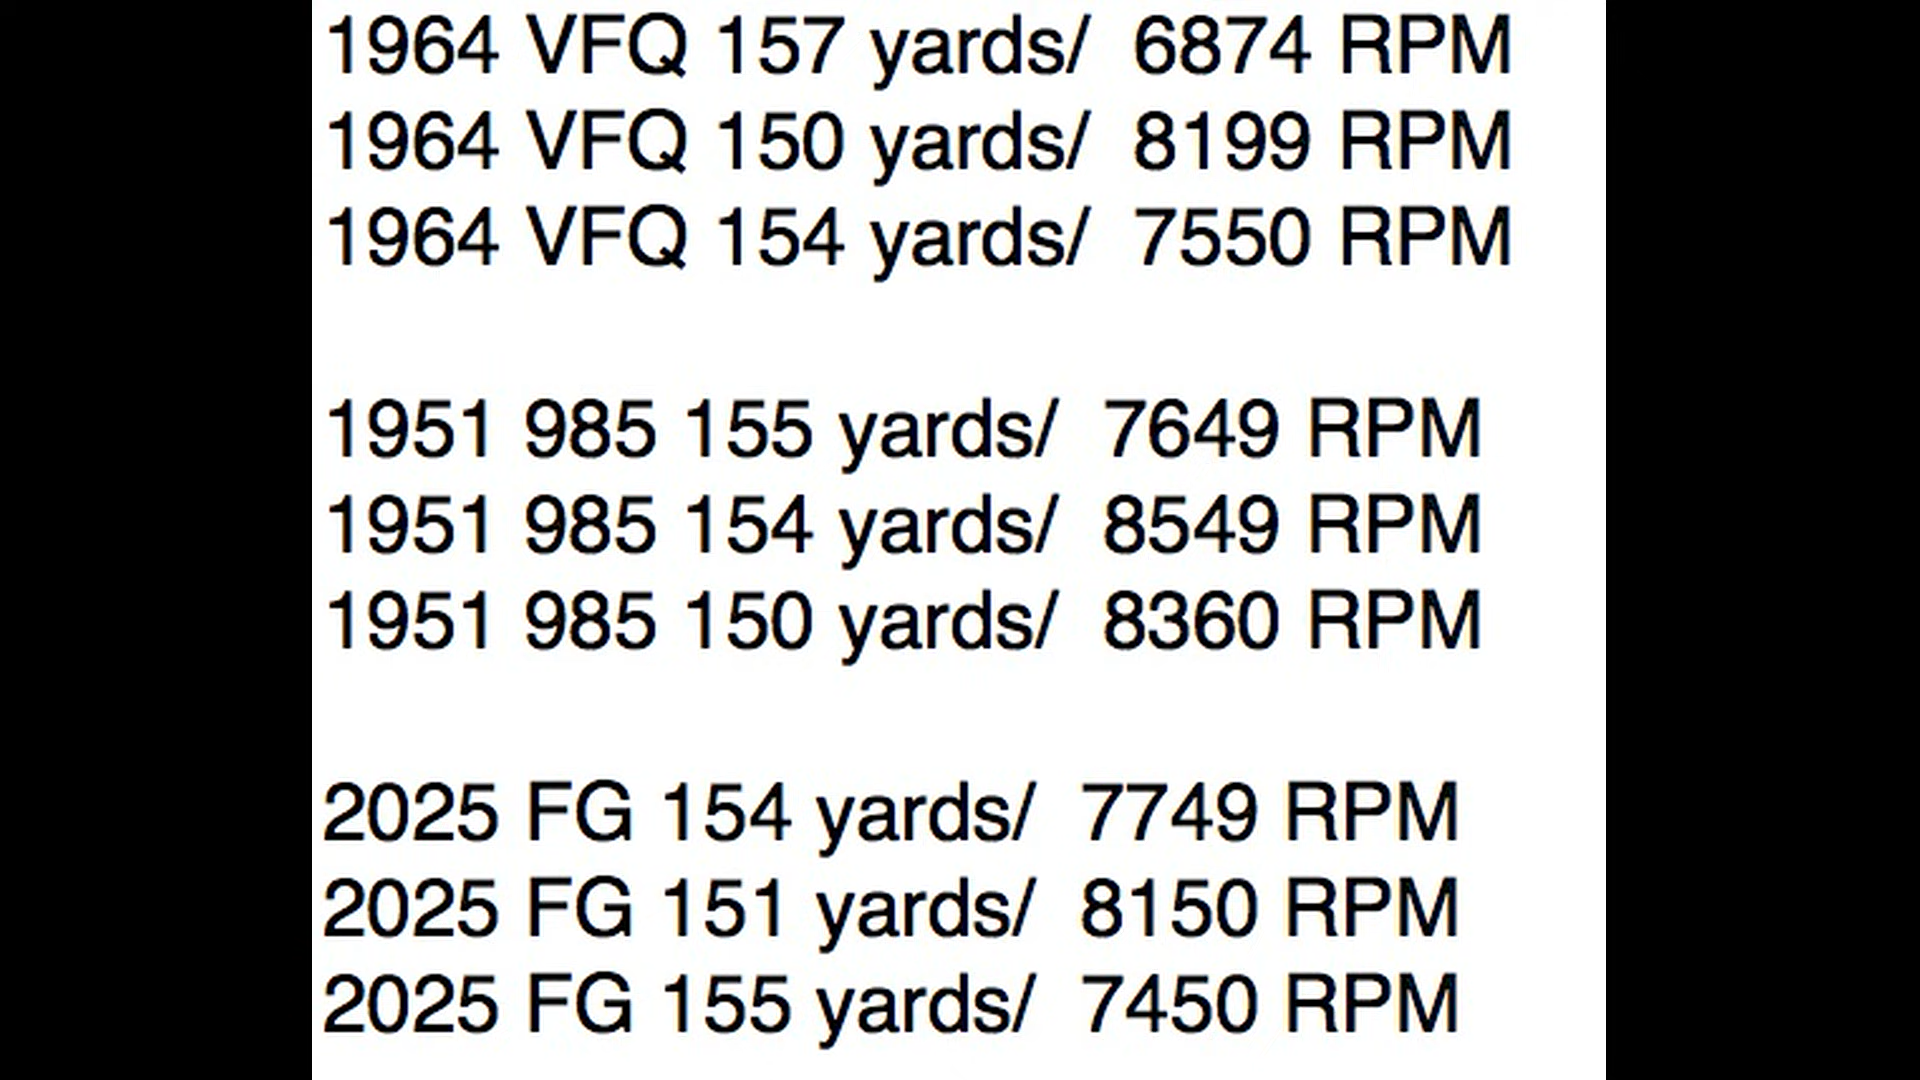 1964 VFQ 157 yards/  6874 RPM
1964 VFQ 150 yards/  8199 RPM
1964 VFQ 154 yards/  7550 RPM
1951 985 155 yards/  7649 RPM
1951 985 154 yards/  8549 RPM
1951 985 150 yards/  8360 RPM
2025 FG 154 yards/  7749 RPM
2025 FG 151 yards/  8150 RPM
2025 FG 155 yards/  7450 RPM